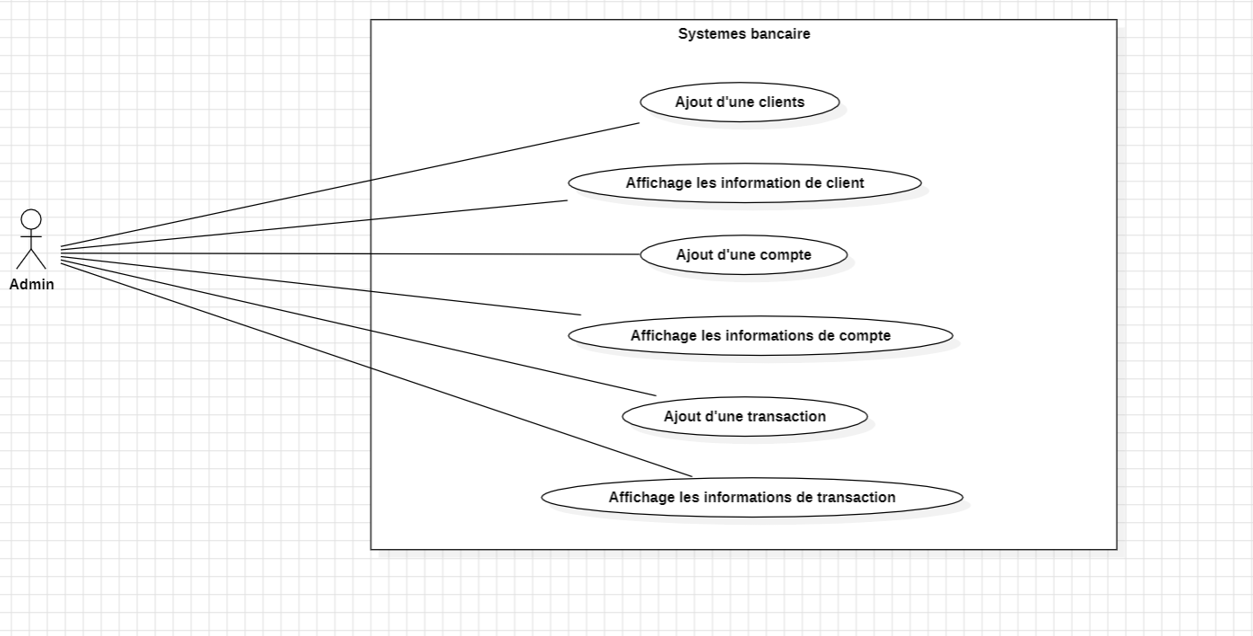 Systemes bancaire
Ajout d'une clients
Affichage les information de client
Ajout d'une compte
Admin
Affichage les informations de compte
Ajout d'une transaction
Affichage les informations de transaction